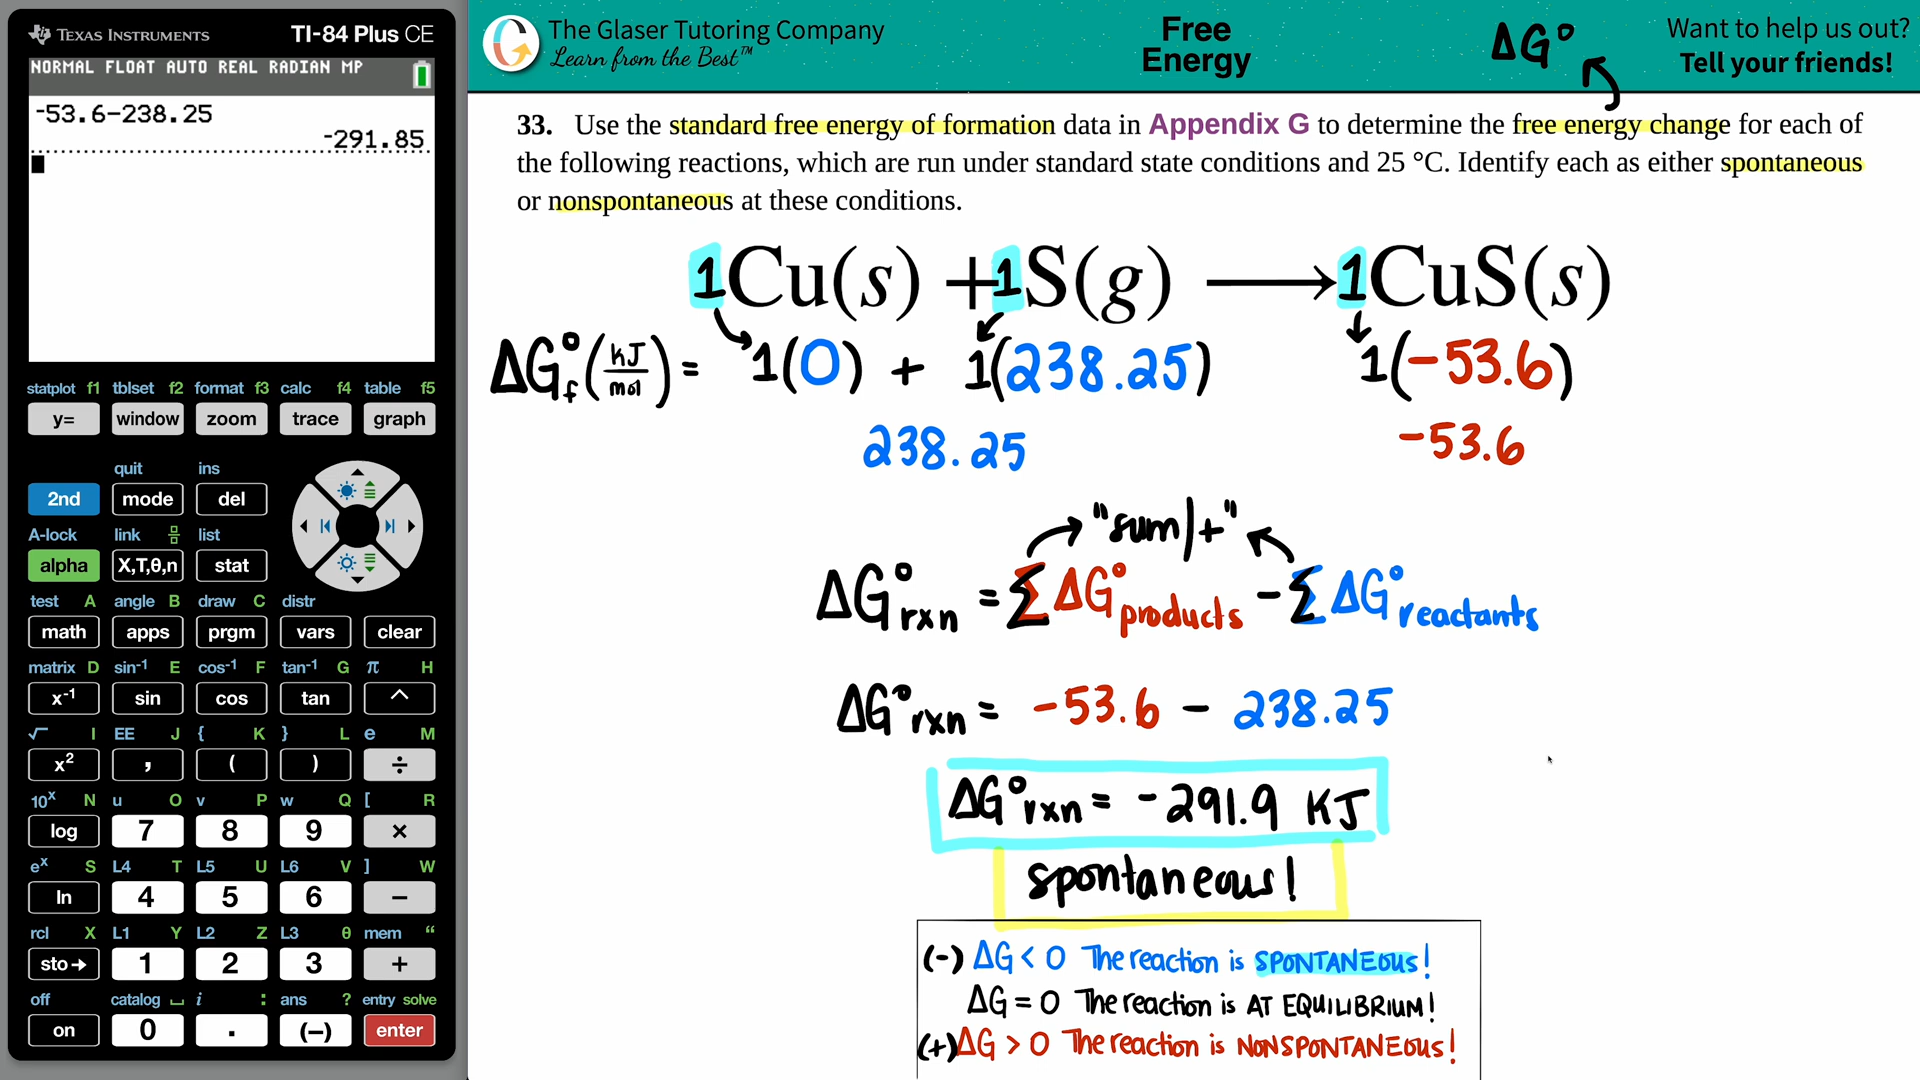 TEXAS INSTRUMENTS TI-84 Plus CE
NORMAL FLOAT AUTO REAL RADIAN MP
-53.6-238.25
-291.85
statplot f1 tblset f2 format f3 calc f4 table f5
y= window zoom trace graph
quit ins
2nd mode del
A-lock link list
alpha X,T,θ,n stat
test A angle B draw C distr
math apps prgm vars clear
matrix D sin⁻¹ E cos⁻¹ F tan⁻¹ G π H
x⁻¹ sin cos tan ^
√ I EE J { K } L e M
x² , ( ) ÷
10ˣ N u O v P w Q [ R
log 7 8 9 ×
eˣ S L4 T L5 U L6 V ] W
ln 4 5 6 −
rcl X L1 Y L2 Z L3 θ mem "
sto→ 1 2 3 +
off catalog ⎵ i : ans ? entry solve
on 0 . (−) enter
The Glaser Tutoring Company
Learn from the Best™
Free
Energy
ΔG°
Want to help us out?
Tell your friends!
33. Use the standard free energy of formation data in Appendix G to determine the free energy change for each of
the following reactions, which are run under standard state conditions and 25 °C. Identify each as either spontaneous
or nonspontaneous at these conditions.
1Cu(s) + 1S(g) ⟶ 1CuS(s)
ΔG°f (kJ/mol) = 1(0) + 1(238.25) 1(-53.6)
238.25 -53.6
"sum/+"
ΔG°rxn = Σ ΔG°products - Σ ΔG°reactants
ΔG°rxn = -53.6 - 238.25
ΔG°rxn = -291.9 KJ
spontaneous!
(-) ΔG < 0 The reaction is SPONTANEOUS!
ΔG = 0 The reaction is AT EQUILIBRIUM!
(+) ΔG > 0 The reaction is NONSPONTANEOUS!